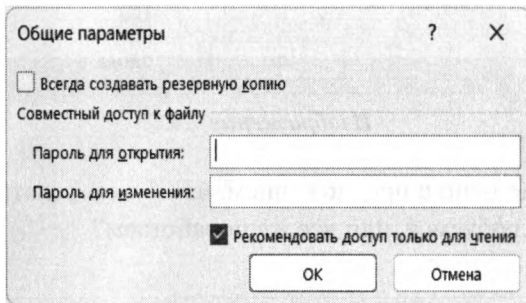 Общие параметры ? X
Всегда создавать резервную копию
Совместный доступ к файлу
Пароль для открытия:
Пароль для изменения:
Рекомендовать доступ только для чтения
ОК Отмена